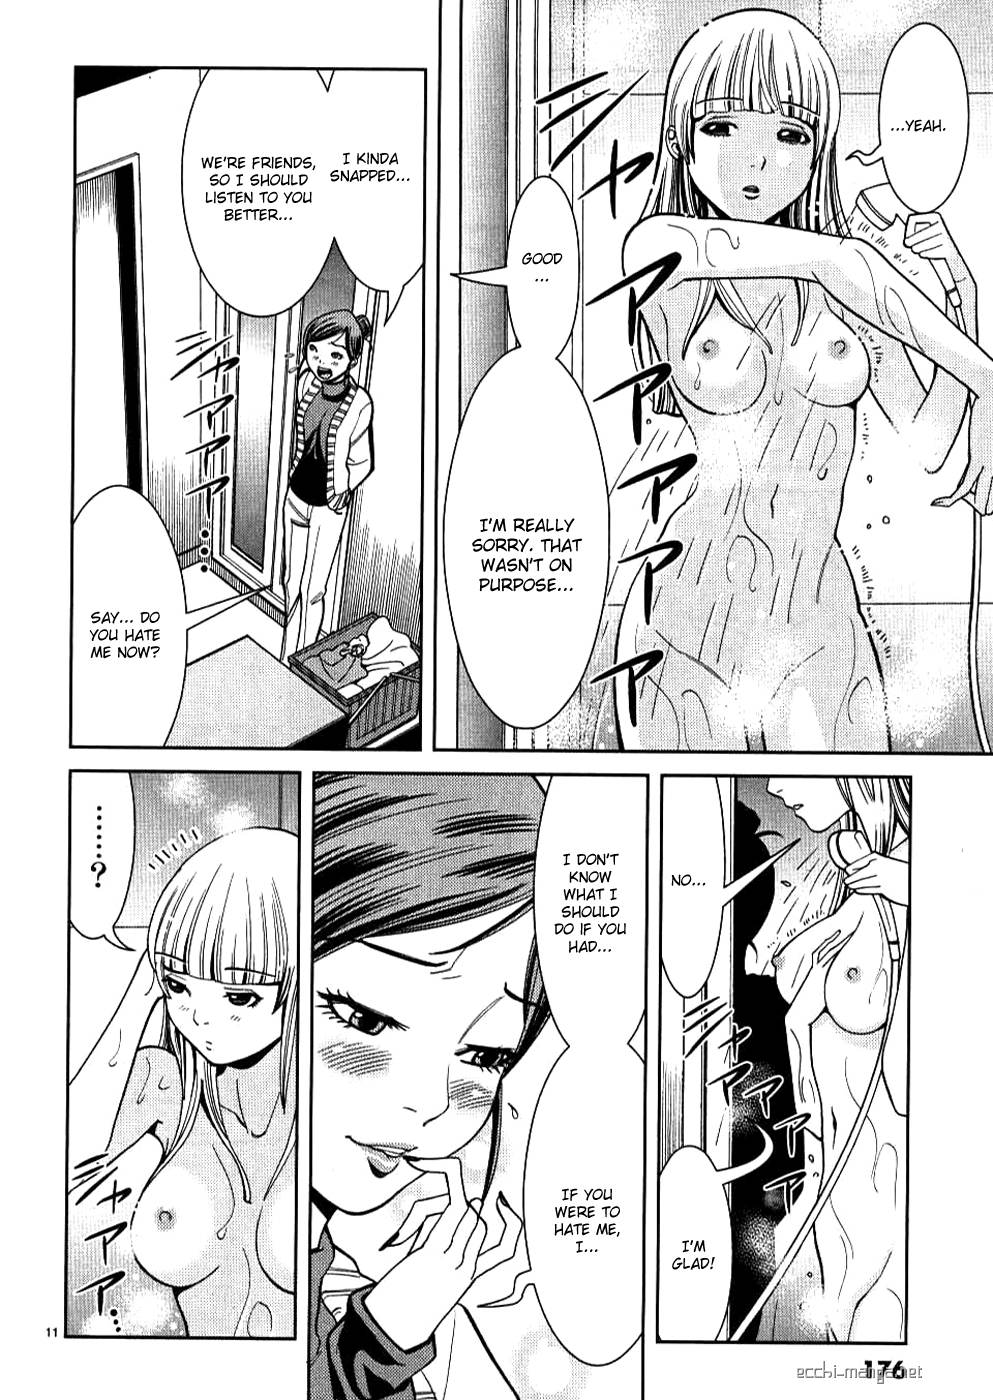 ...YEAH.
GOOD
...
I'M REALLY
SORRY. THAT
WASN'T ON
PURPOSE...
I KINDA
SNAPPED...
WE'RE FRIENDS,
SO I SHOULD
LISTEN TO YOU
BETTER...
SAY... DO
YOU HATE
ME NOW?
シャアアアア
シャアアアア......
NO...
シャアアアア
I'M
GLAD!
I DON'T
KNOW
WHAT I
SHOULD
DO IF YOU
HAD...
IF YOU
WERE TO
HATE ME,
I...
......?
シャアア......
11
176
ecchi-manga.net